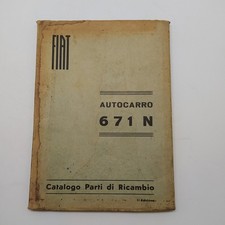 FIAT
AUTOCARRO
671 N
Catalogo Parti di Ricambio